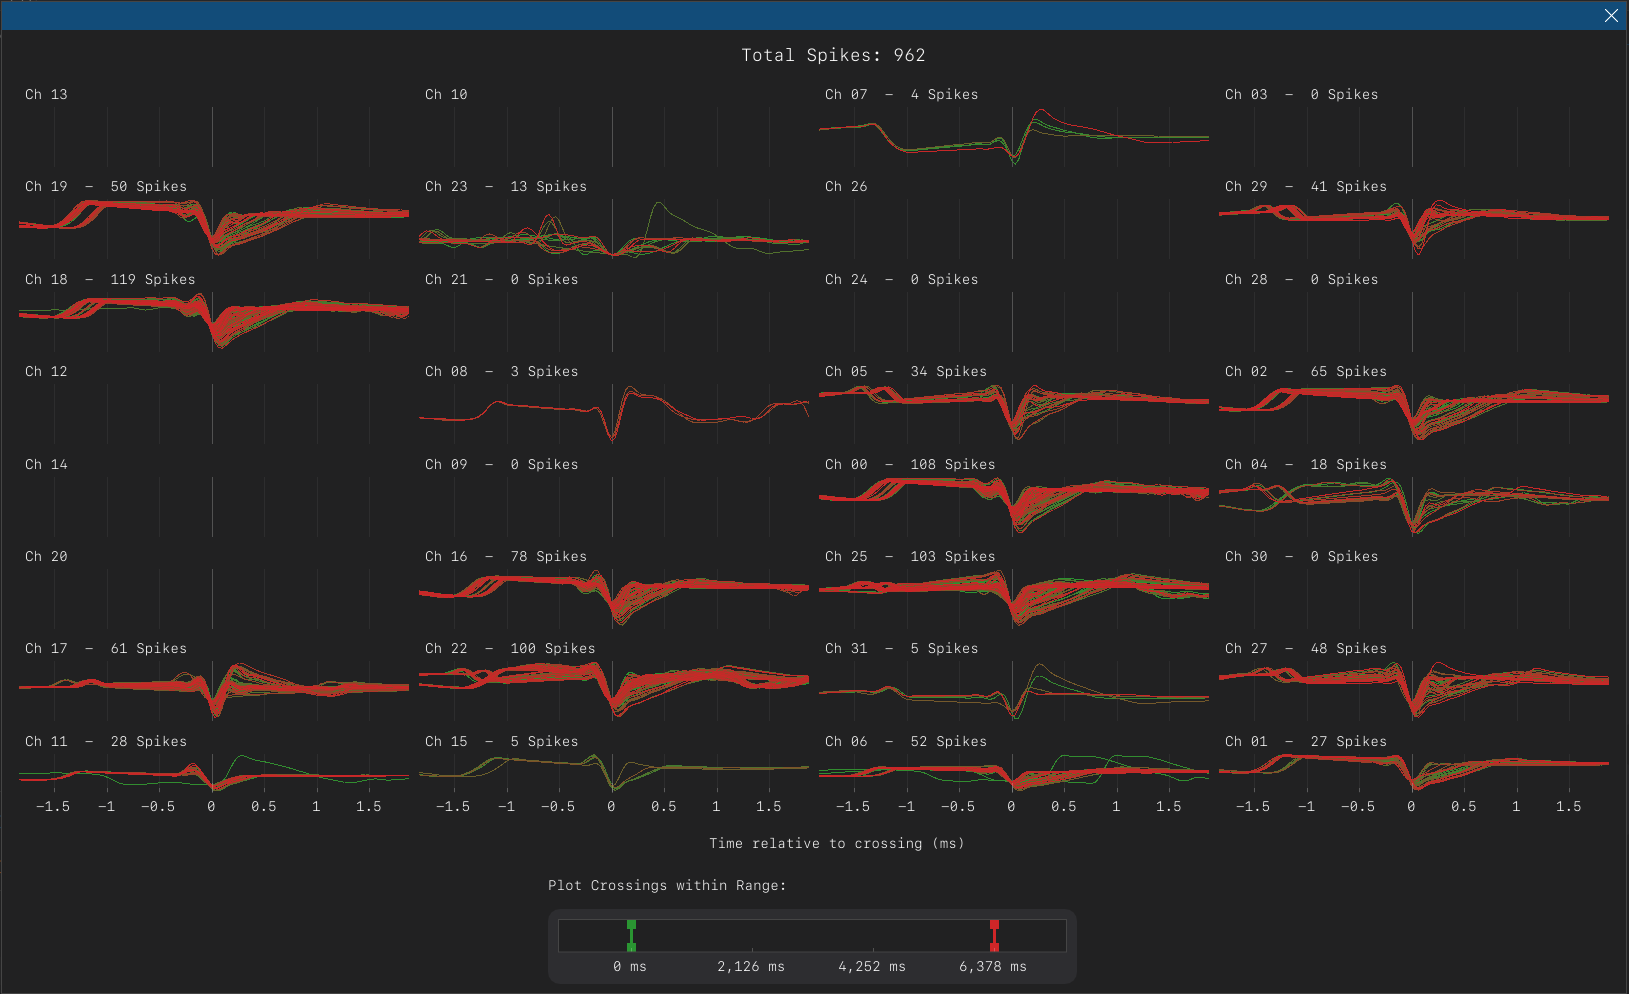 Total Spikes: 962
Ch 13
Ch 10
Ch 07 – 4 Spikes
Ch 03 – 0 Spikes
Ch 19 – 50 Spikes
Ch 23 – 13 Spikes
Ch 26
Ch 29 – 41 Spikes
Ch 18 – 119 Spikes
Ch 21 – 0 Spikes
Ch 24 – 0 Spikes
Ch 28 – 0 Spikes
Ch 12
Ch 08 – 3 Spikes
Ch 05 – 34 Spikes
Ch 02 – 65 Spikes
Ch 14
Ch 09 – 0 Spikes
Ch 00 – 108 Spikes
Ch 04 – 18 Spikes
Ch 20
Ch 16 – 78 Spikes
Ch 25 – 103 Spikes
Ch 30 – 0 Spikes
Ch 17 – 61 Spikes
Ch 22 – 100 Spikes
Ch 31 – 5 Spikes
Ch 27 – 48 Spikes
Ch 11 – 28 Spikes
Ch 15 – 5 Spikes
Ch 06 – 52 Spikes
Ch 01 – 27 Spikes
−1.5 −1 −0.5 0 0.5 1 1.5
−1.5 −1 −0.5 0 0.5 1 1.5
−1.5 −1 −0.5 0 0.5 1 1.5
−1.5 −1 −0.5 0 0.5 1 1.5
Time relative to crossing (ms)
Plot Crossings within Range:
0 ms 2,126 ms 4,252 ms 6,378 ms